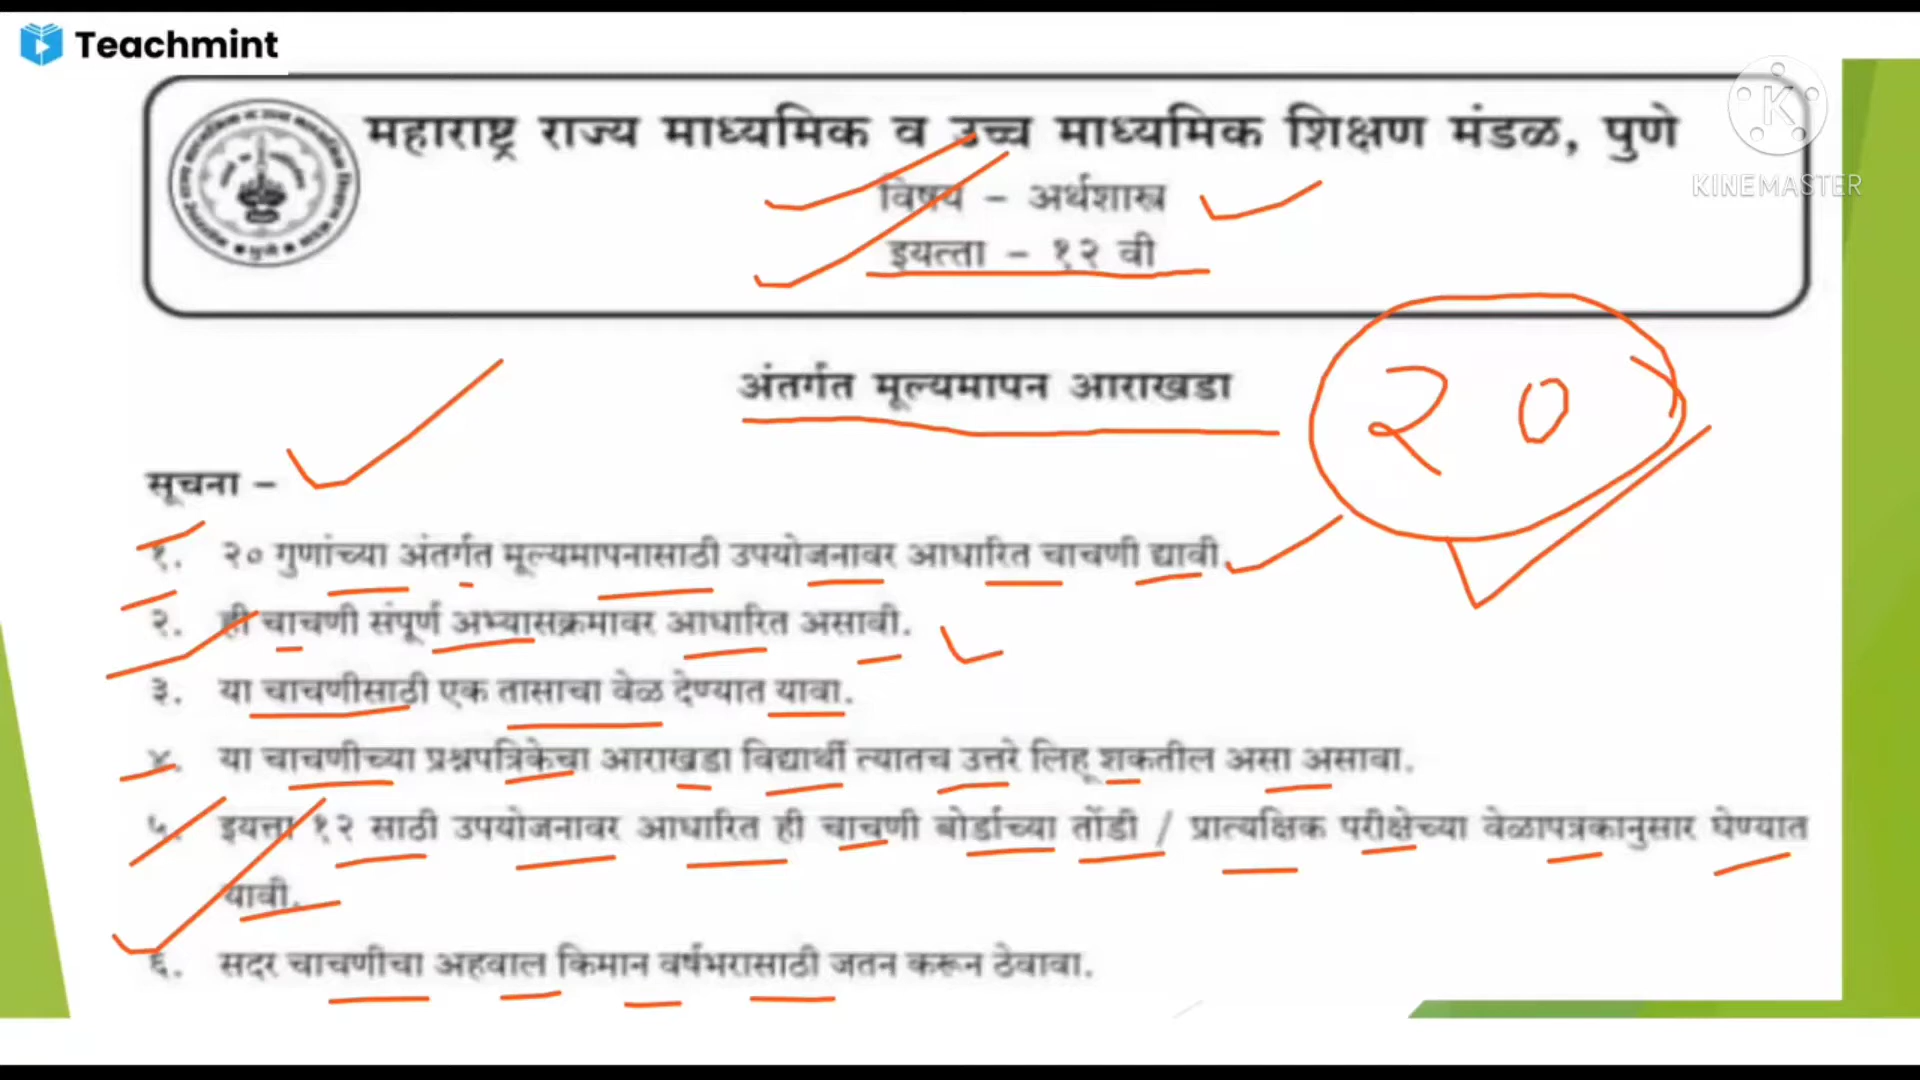 Teachmint
महाराष्ट्र राज्य माध्यमिक व उच्च माध्यमिक शिक्षण मंडळ, पुणे
KINEMASTER
विषय – अर्थशास्त्र
इयत्ता – १२ वी
अंतर्गत मूल्यमापन आराखडा
२०
सूचना –
१. २० गुणांच्या अंतर्गत मूल्यमापनासाठी उपयोजनावर आधारित चाचणी द्यावी.
२. ही चाचणी संपूर्ण अभ्यासक्रमावर आधारित असावी.
३. या चाचणीसाठी एक तासाचा वेळ देण्यात यावा.
४. या चाचणीच्या प्रश्नपत्रिकेचा आराखडा विद्यार्थी त्यातच उत्तरे लिहू शकतील असा असावा.
५. इयत्ता १२ साठी उपयोजनावर आधारित ही चाचणी बोर्डाच्या तोंडी / प्रात्यक्षिक परीक्षेच्या वेळापत्रकानुसार घेण्यात
यावी.
६. सदर चाचणीचा अहवाल किमान वर्षभरासाठी जतन करून ठेवावा.